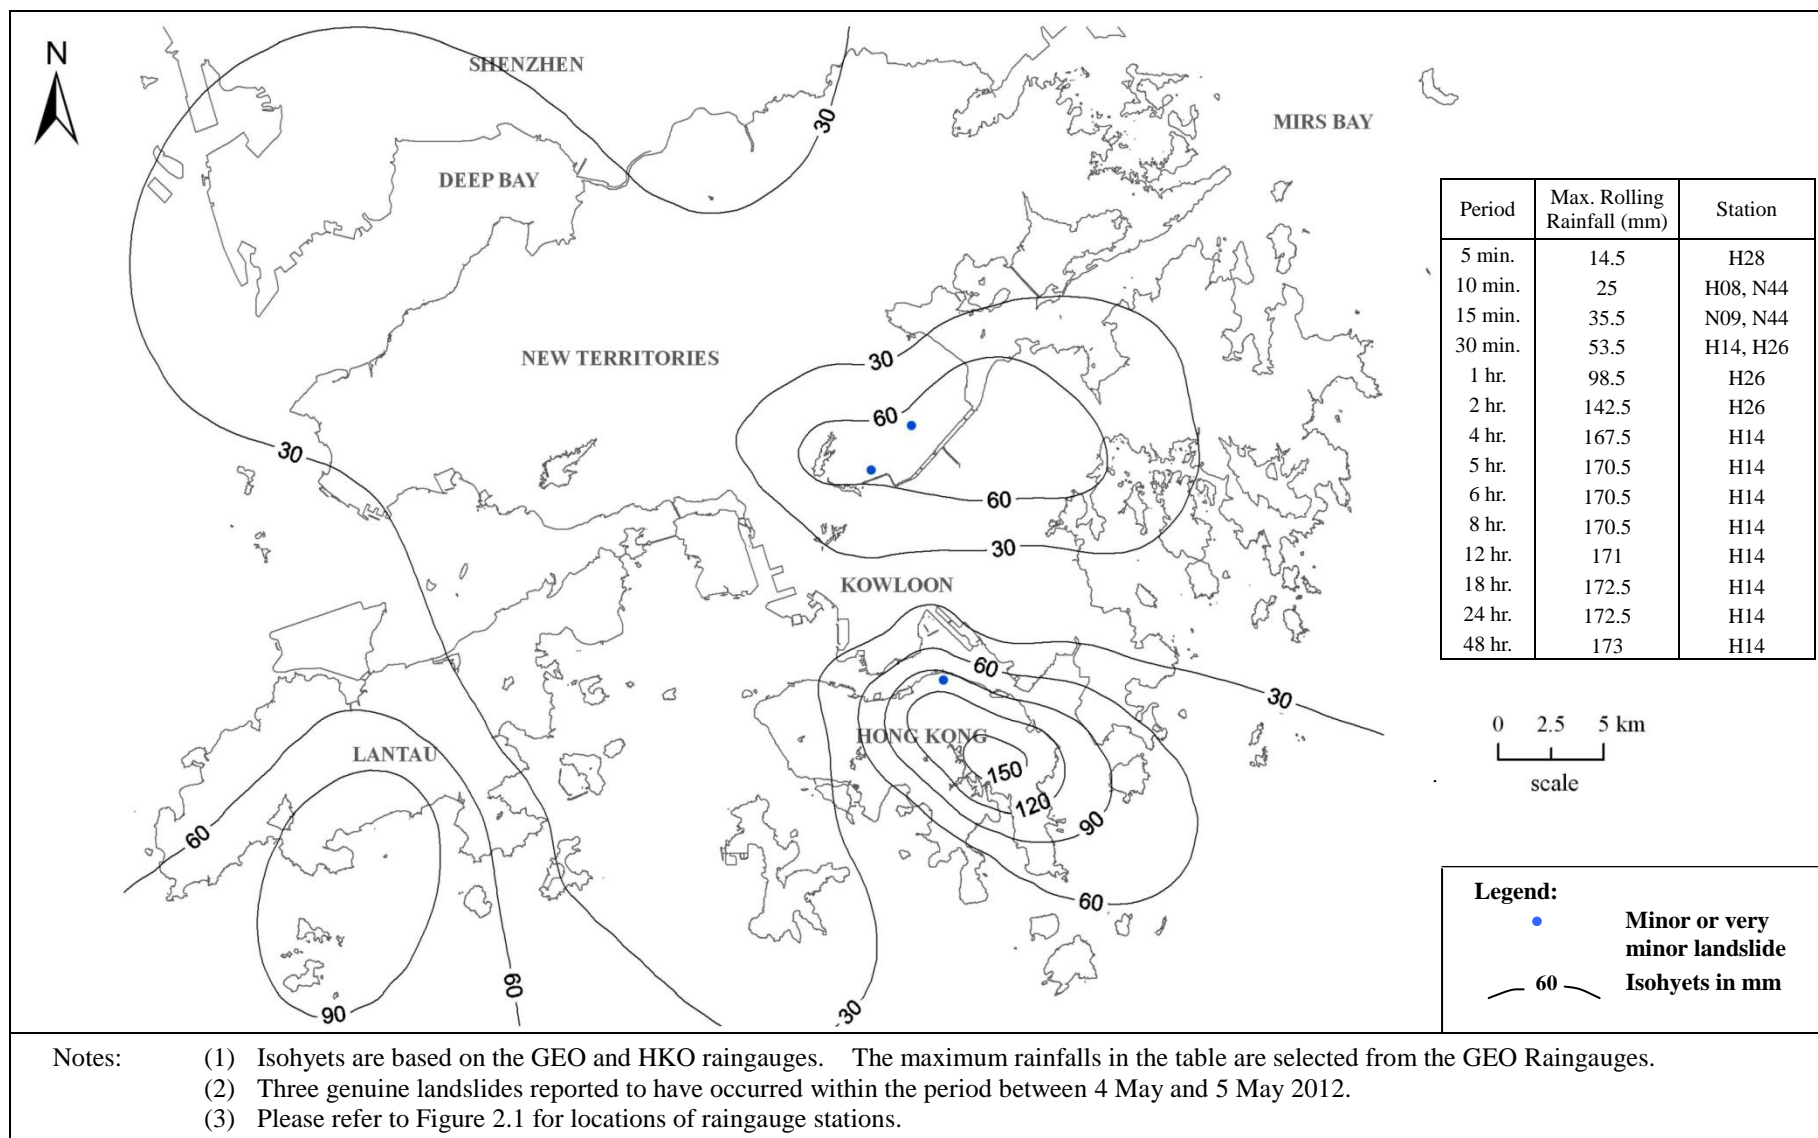 N
SHENZHEN
30
MIRS BAY
DEEP BAY
NEW TERRITORIES
30
60
30
60
30
KOWLOON
60
30
HONG KONG
150
120
90
60
LANTAU
60
60
90
30
Period Max. Rolling Rainfall (mm) Station
5 min. 14.5 H28
10 min. 25 H08, N44
15 min. 35.5 N09, N44
30 min. 53.5 H14, H26
1 hr. 98.5 H26
2 hr. 142.5 H26
4 hr. 167.5 H14
5 hr. 170.5 H14
6 hr. 170.5 H14
8 hr. 170.5 H14
12 hr. 171 H14
18 hr. 172.5 H14
24 hr. 172.5 H14
48 hr. 173 H14
0 2.5 5 km
scale
Legend:
Minor or very
minor landslide
60 Isohyets in mm
Notes: (1) Isohyets are based on the GEO and HKO raingauges. The maximum rainfalls in the table are selected from the GEO Raingauges.
(2) Three genuine landslides reported to have occurred within the period between 4 May and 5 May 2012.
(3) Please refer to Figure 2.1 for locations of raingauge stations.